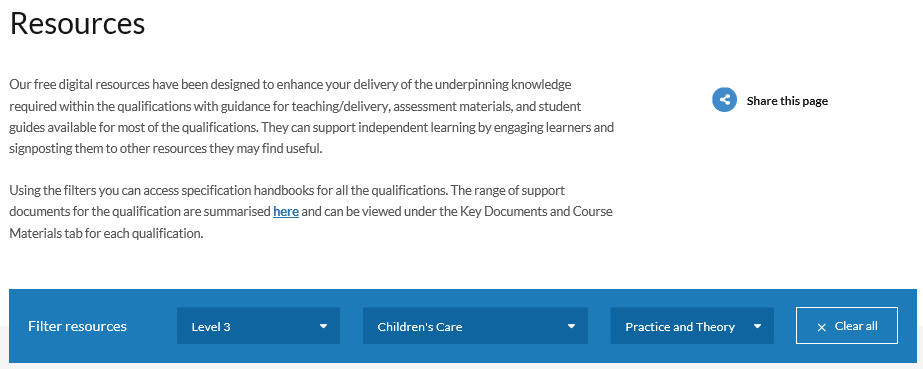 Resources
Our free digital resources have been designed to enhance your delivery of the underpinning knowledge
required within the qualifications with guidance for teaching/delivery, assessment materials, and student
guides available for most of the qualifications. They can support independent learning by engaging learners and
signposting them to other resources they may find useful.
Share this page
Using the filters you can access specification handbooks for all the qualifications. The range of support
documents for the qualification are summarised here and can be viewed under the Key Documents and Course
Materials tab for each qualification.
Filter resources
Level 3
Children's Care
Practice and Theory
Clear all